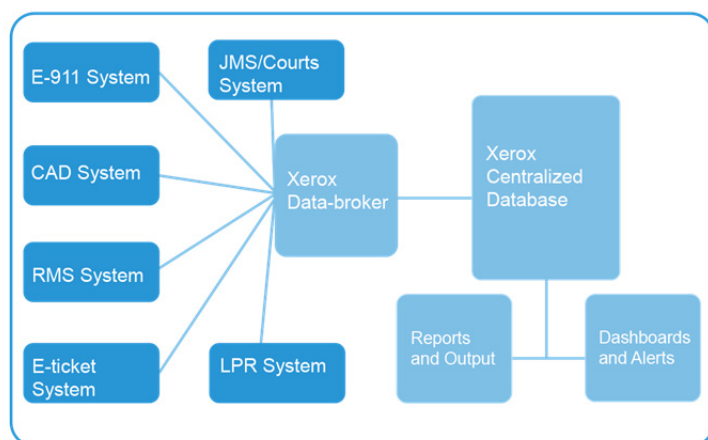 E-911 System
JMS/Courts
System
CAD System
Xerox
Data-broker
Xerox
Centralized
Database
RMS System
E-ticket
System
LPR System
Reports
and Output
Dashboards
and Alerts